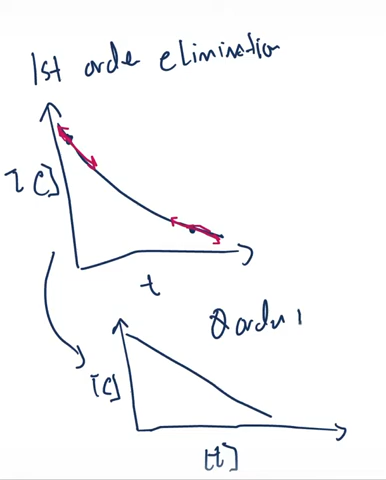 1st orde elimination
[C]
t
0 order
[C]
[t]